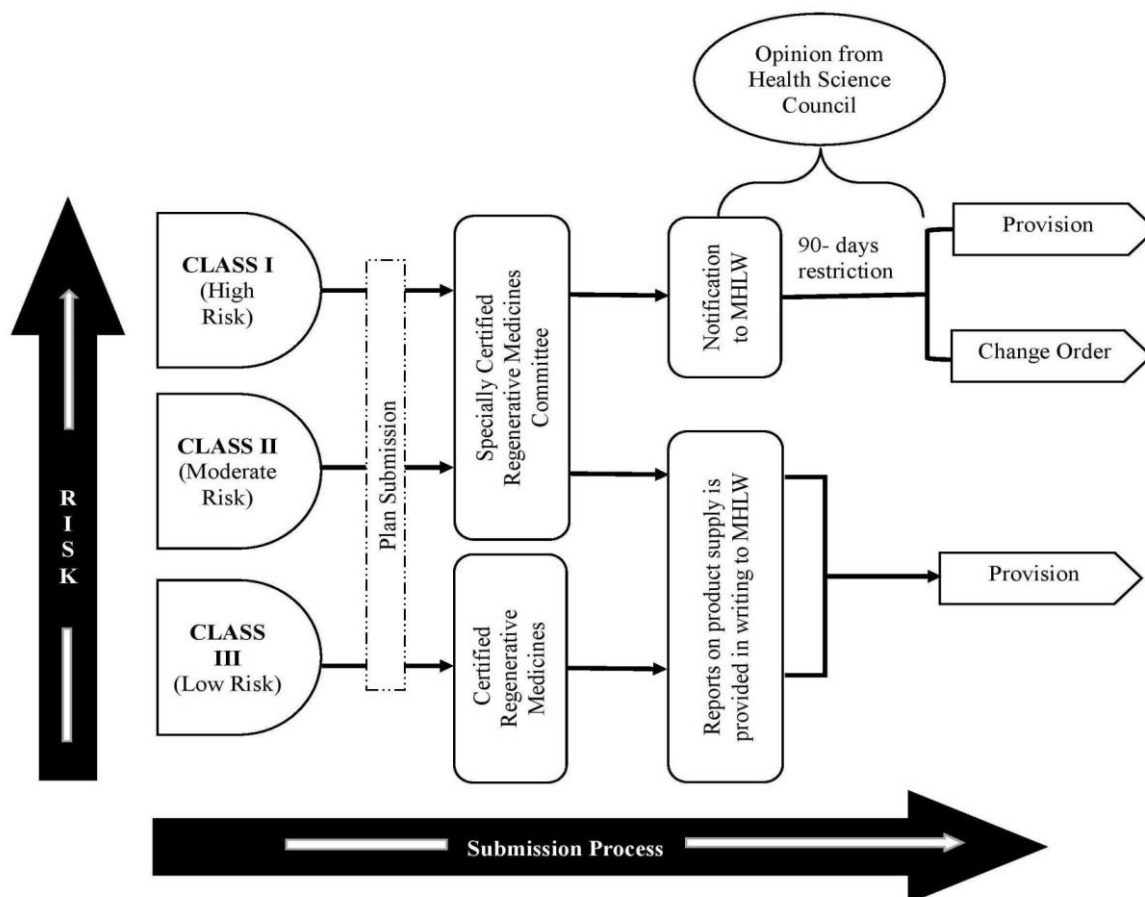 Opinion from
Health Science
Council
CLASS I
(High
Risk)
CLASS II
(Moderate
Risk)
CLASS
III
(Low Risk)
RISK
Plan Submission
Specially Certified
Regenerative Medicines
Committee
Certified
Regenerative
Medicines
Notification
to MHLW
90- days
restriction
Provision
Change Order
Reports on product supply is
provided in writing to MHLW
Provision
Submission Process